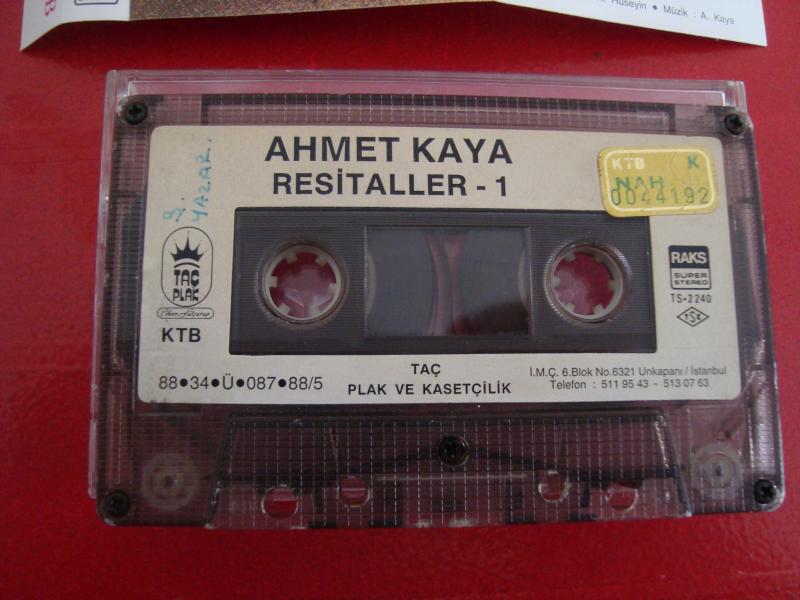 Hüseyin • Müzik : A. Kaya
AHMET KAYA
RESİTALLER - 1
YAZAR..
KTB K
NAH
0044192
TAÇ
PLAK
KTB
RAKS
SUPER
STEREO
TS-2240
TSE
88•34•Ü•087•88/5
TAÇ
PLAK VE KASETÇİLİK
İ.M.Ç. 6.Blok No.6321 Unkapanı / İstanbul
Telefon : 511 95 43 - 513 07 63